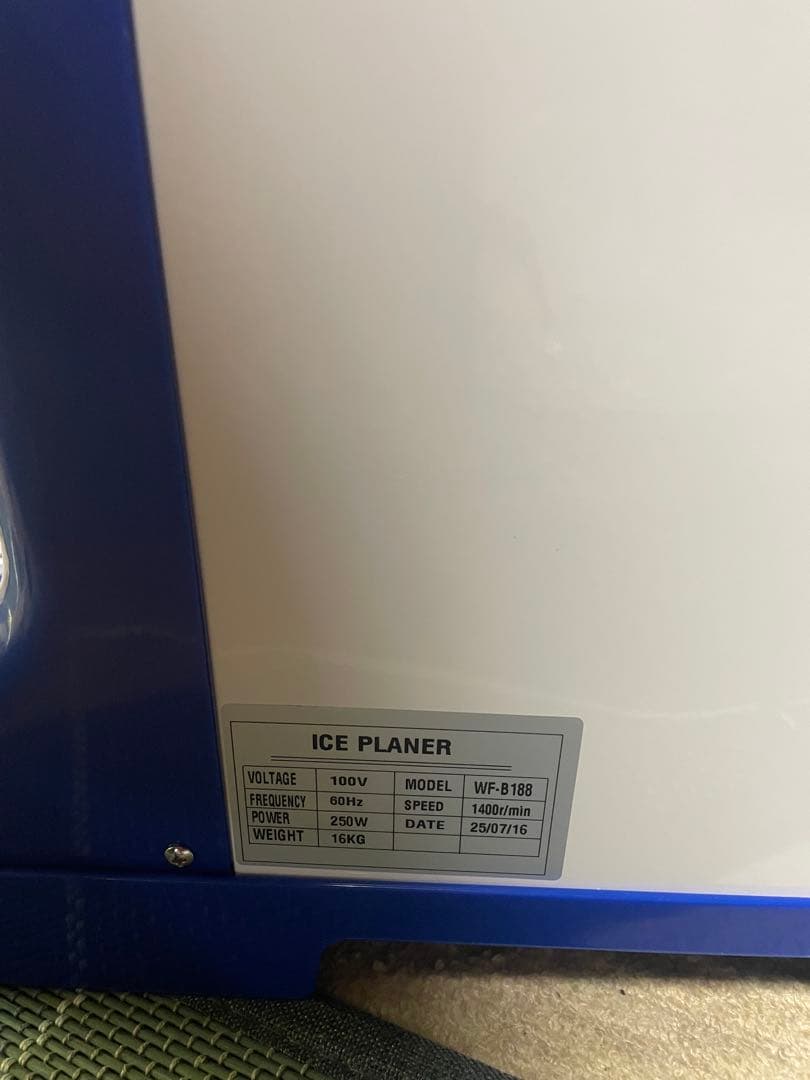 ICE PLANER
VOLTAGE 100V MODEL WF-B188
FREQUENCY 60Hz SPEED 1400r/min
POWER 250W DATE 25/07/16
WEIGHT 16KG